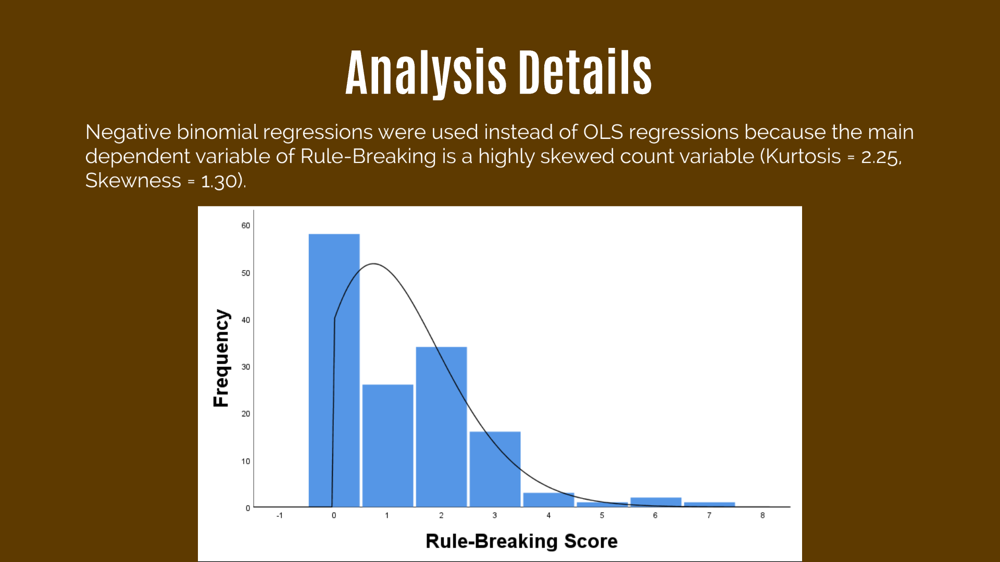 Analysis Details
Negative binomial regressions were used instead of OLS regressions because the main
dependent variable of Rule-Breaking is a highly skewed count variable (Kurtosis = 2.25,
Skewness = 1.30).
60
50
40
30
20
10
0
Frequency
-1 0 1 2 3 4 5 6 7 8
Rule-Breaking Score